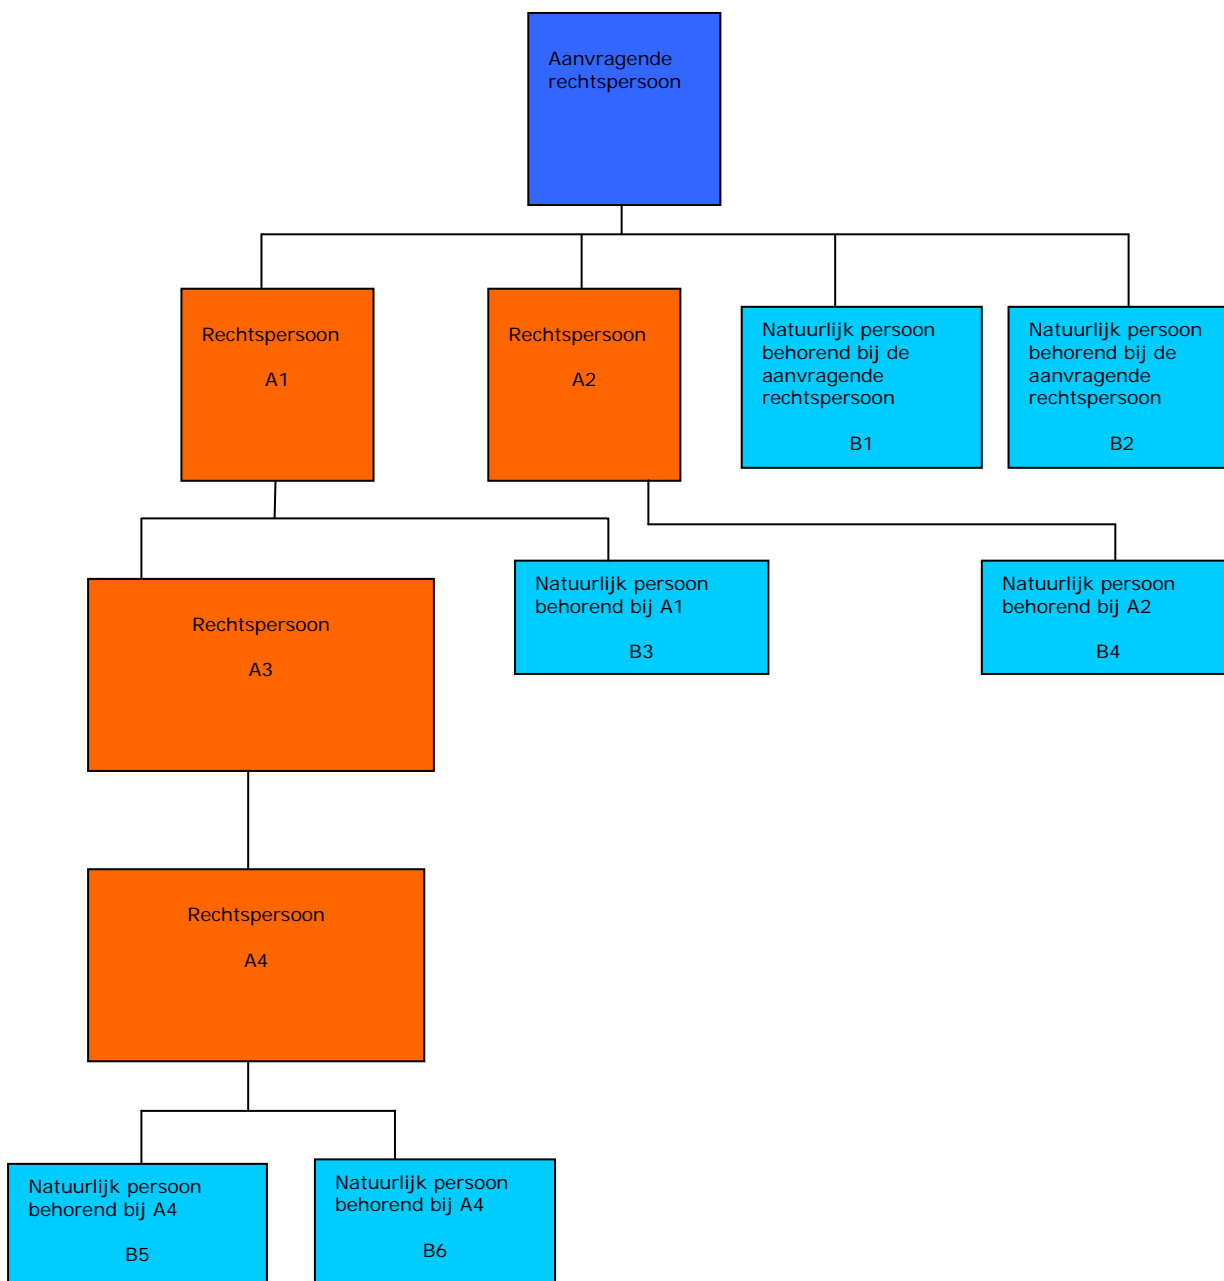 Aanvragende
rechtspersoon
Rechtspersoon
A1
Rechtspersoon
A2
Natuurlijk persoon
behorend bij de
aanvragende
rechtspersoon
B1
Natuurlijk persoon
behorend bij de
aanvragende
rechtspersoon
B2
Rechtspersoon
A3
Natuurlijk persoon
behorend bij A1
B3
Natuurlijk persoon
behorend bij A2
B4
Rechtspersoon
A4
Natuurlijk persoon
behorend bij A4
B5
Natuurlijk persoon
behorend bij A4
B6